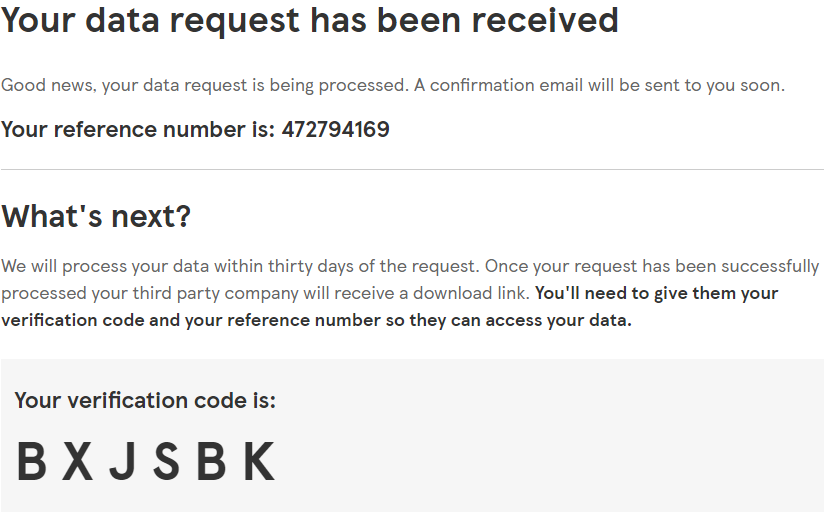 Your data request has been received
Good news, your data request is being processed. A confirmation email will be sent to you soon.
Your reference number is: 472794169
What's next?
We will process your data within thirty days of the request. Once your request has been successfully
processed your third party company will receive a download link. You'll need to give them your
verification code and your reference number so they can access your data.
Your verification code is:
B X J S B K